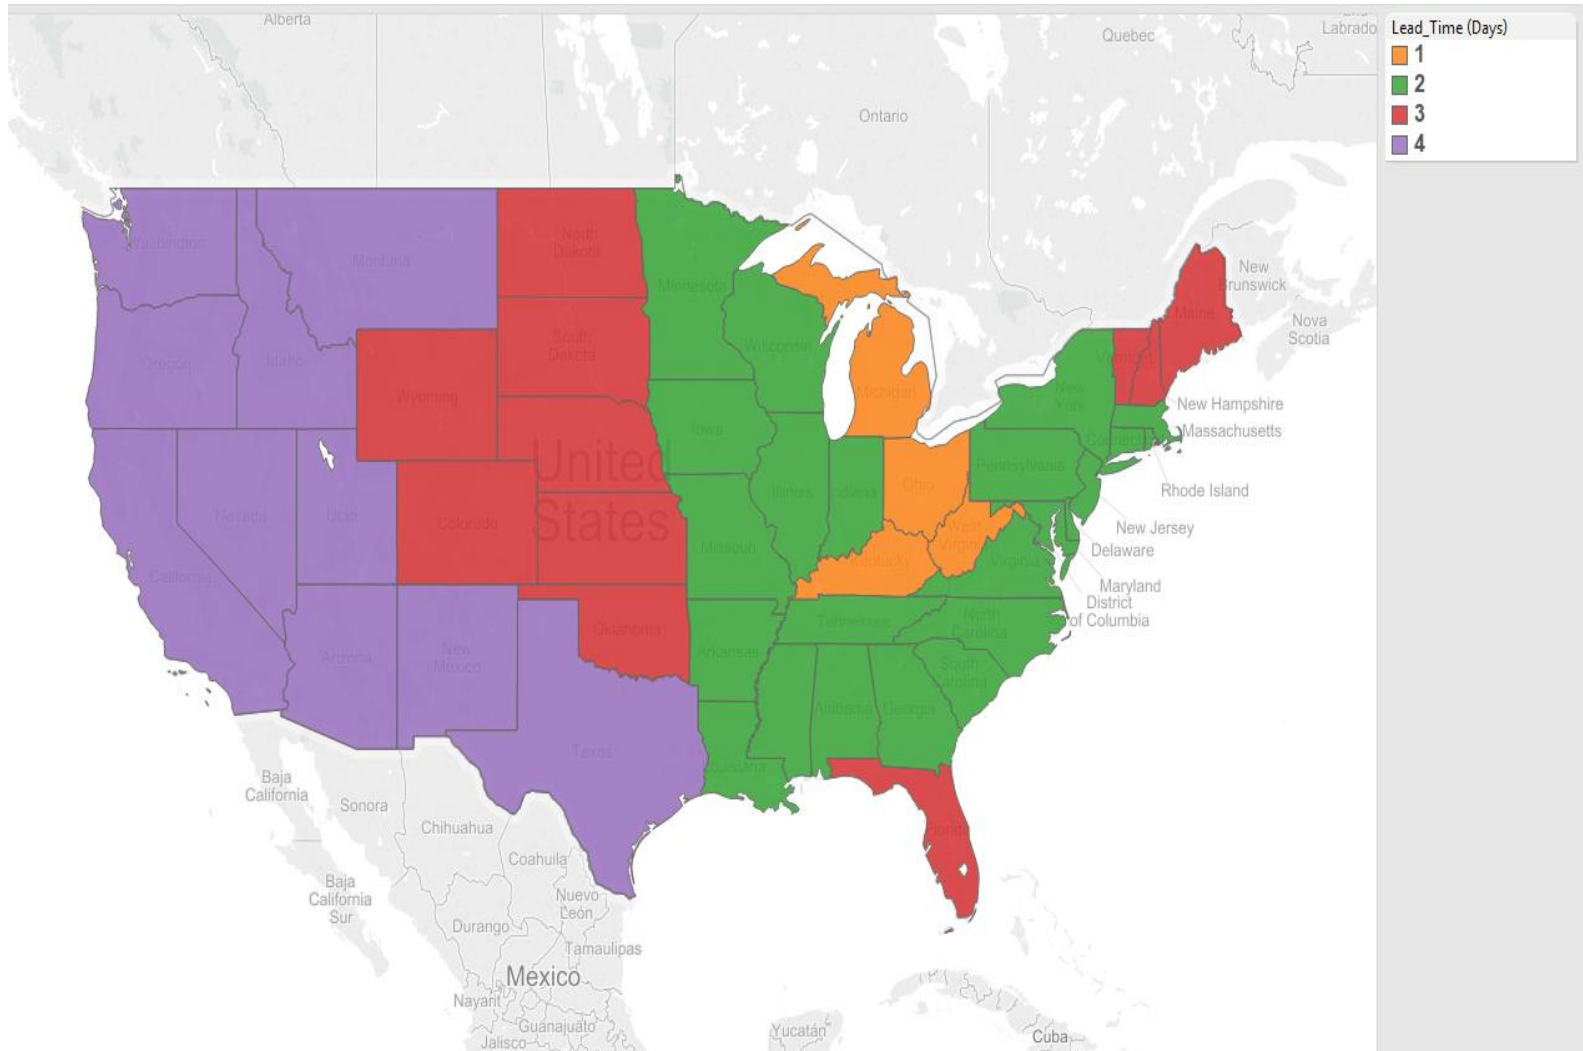 Alberta
Quebec
Labrado
Ontario
Lead_Time (Days)
1
2
3
4
Washington
Montana
North
Dakota
Minnesota
New
Brunswick
Nova
Scotia
Maine
Oregon
Idaho
South
Dakota
Wisconsin
Vermont
Wyoming
Michigan
New
York
New Hampshire
Massachusetts
Iowa
Connec
United
States
Pennsylvania
Rhode Island
Nevada
Utah
Colorado
Illinois
Indiana
Ohio
New Jersey
Delaware
West
Virginia
Missouri
Kentucky
Virginia
Maryland
District
of Columbia
California
Arizona
New
Mexico
Oklahoma
Arkansas
Tennessee
North
Carolina
South
Carolina
Texas
Louisiana
Alabama
Georgia
Florida
Baja
California
Sonora
Chihuahua
Coahuila
Baja
California
Sur
Nuevo
León
Durango
Tamaulipas
Mexico
Nayarit
Guanajuato
Jalisco
Yucatán
Cuba